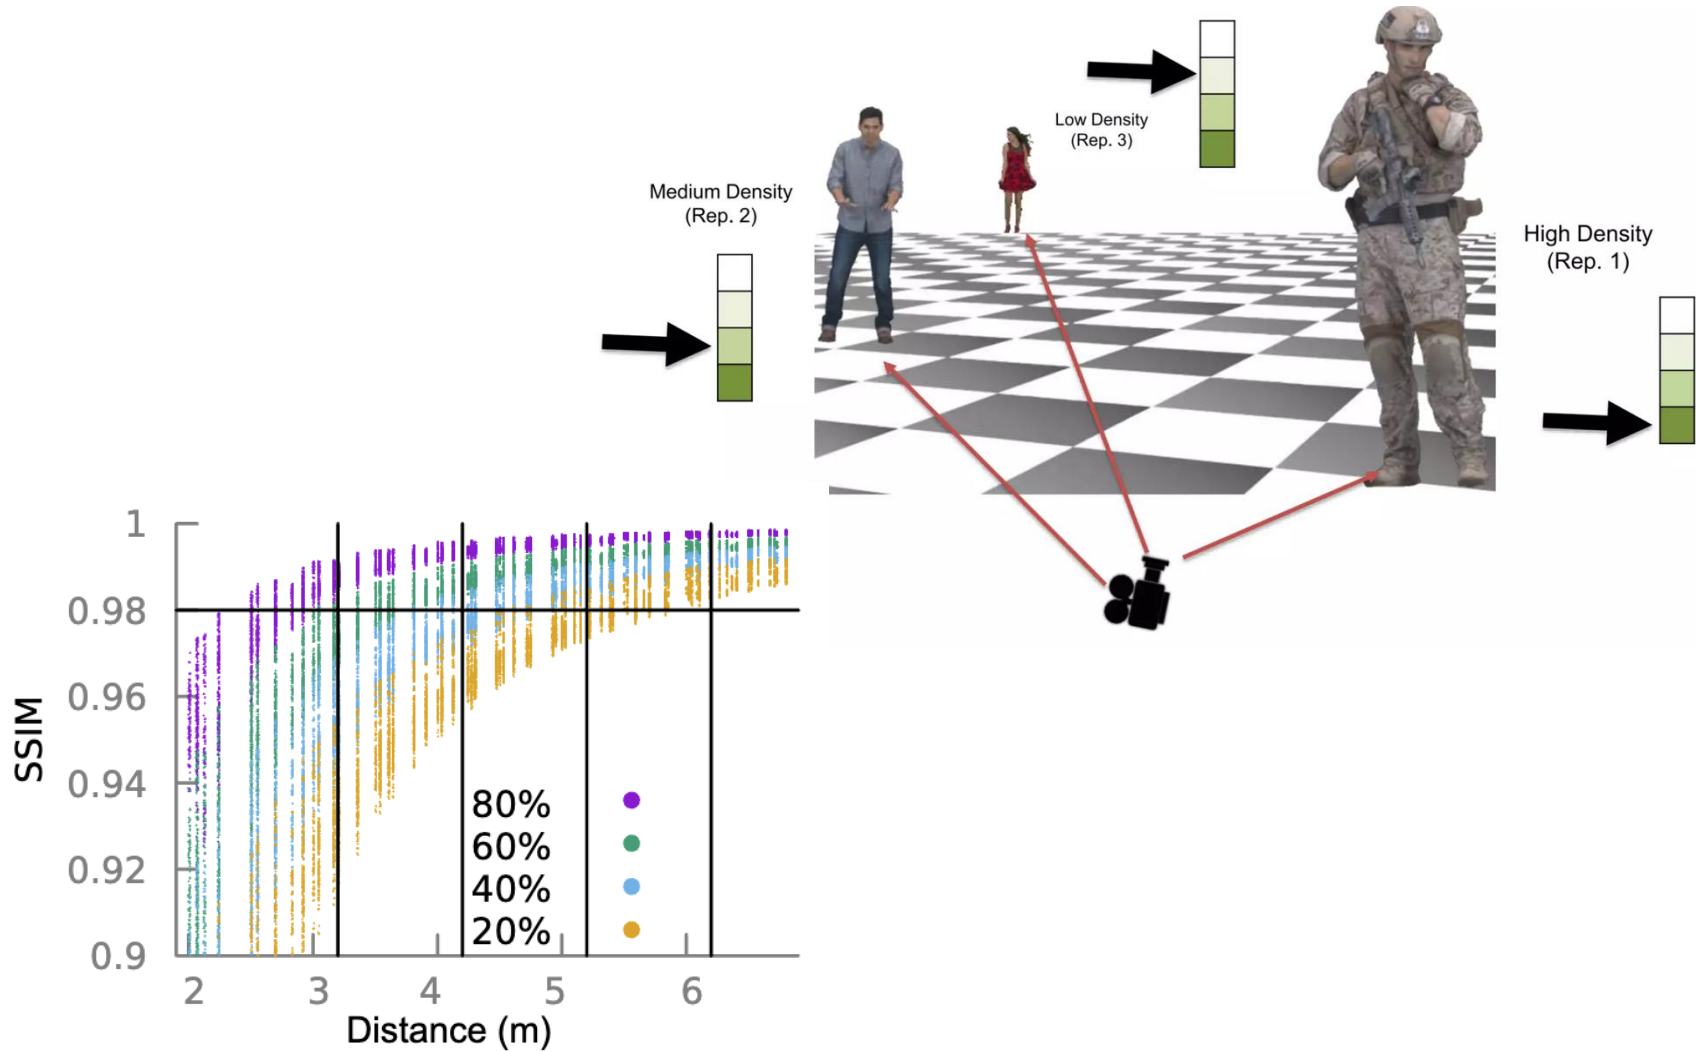 Low Density
(Rep. 3)
Medium Density
(Rep. 2)
High Density
(Rep. 1)
1
0.98
0.96
0.94
0.92
0.9
SSIM
80%
60%
40%
20%
2 3 4 5 6
Distance (m)